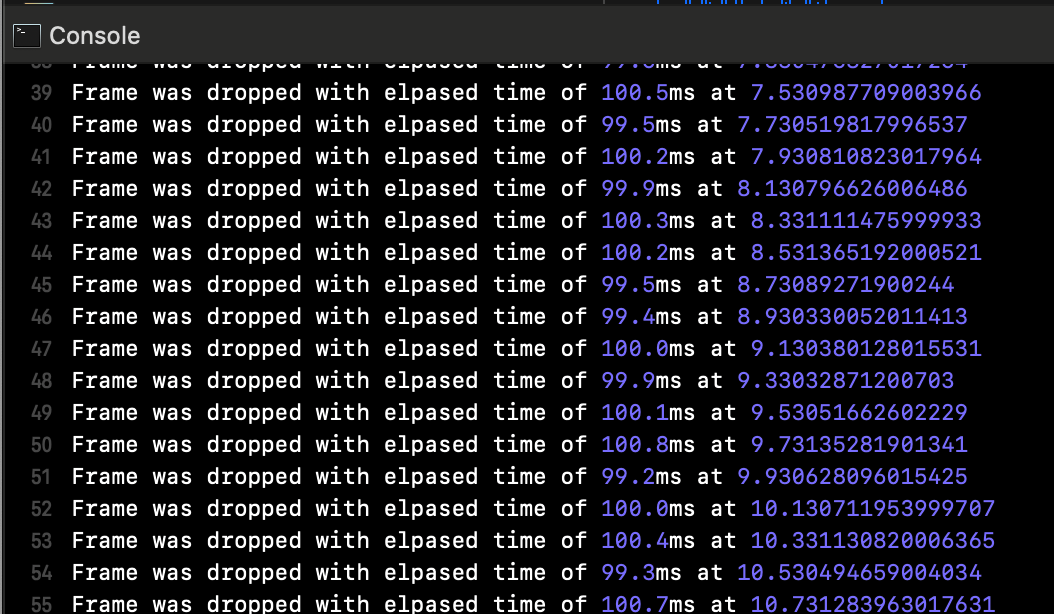 Console
39 Frame was dropped with elpased time of 100.5ms at 7.530987709003966
40 Frame was dropped with elpased time of 99.5ms at 7.730519817996537
41 Frame was dropped with elpased time of 100.2ms at 7.930810823017964
42 Frame was dropped with elpased time of 99.9ms at 8.130796626006486
43 Frame was dropped with elpased time of 100.3ms at 8.331111475999933
44 Frame was dropped with elpased time of 100.2ms at 8.531365192000521
45 Frame was dropped with elpased time of 99.5ms at 8.73089271900244
46 Frame was dropped with elpased time of 99.4ms at 8.930330052011413
47 Frame was dropped with elpased time of 100.0ms at 9.130380128015531
48 Frame was dropped with elpased time of 99.9ms at 9.33032871200703
49 Frame was dropped with elpased time of 100.1ms at 9.53051662602229
50 Frame was dropped with elpased time of 100.8ms at 9.73135281901341
51 Frame was dropped with elpased time of 99.2ms at 9.930628096015425
52 Frame was dropped with elpased time of 100.0ms at 10.130711953999707
53 Frame was dropped with elpased time of 100.4ms at 10.331130820006365
54 Frame was dropped with elpased time of 99.3ms at 10.530494659004034
55 Frame was dropped with elpased time of 100.7ms at 10.731283963017631